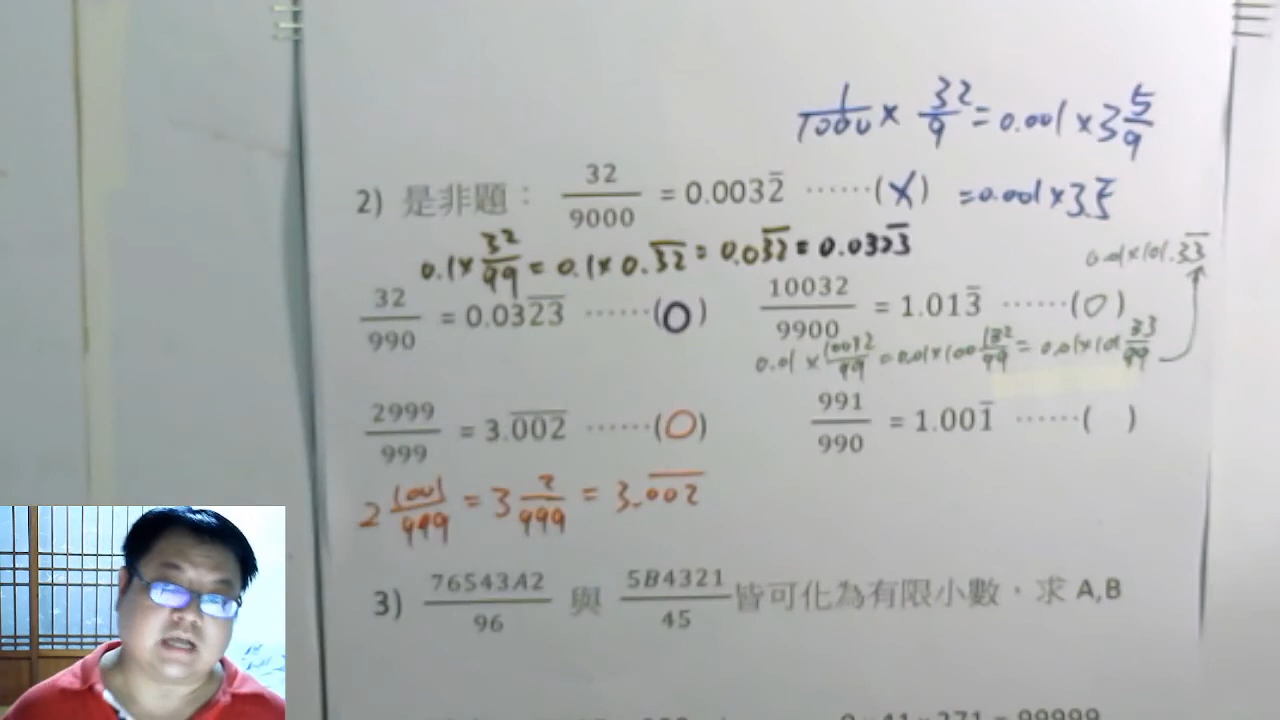 1/1000 × 32/9 = 0.001 × 3 5/9
2) 是非題： 32/9000 = 0.0032̅ ……(X) = 0.001 × 3.5̅
0.1 × 32/99 = 0.1 × 0.3̅2̅ = 0.03̅2̅ = 0.0323̅
0.01 × 101.33̅
32/990 = 0.032̅3̅ ……(O) 10032/9900 = 1.013̅ ……(O)
0.01 × 10032/99 = 0.01 × 100 132/99 = 0.01 × 101 33/99
2999/999 = 3.0̅0̅2̅ ……(O) 991/990 = 1.001̅ ……( )
2 1001/999 = 3 2/999 = 3.0̅0̅2̅
3) 76543A2/96 與 5B4321/45 皆可化為有限小數，求 A,B